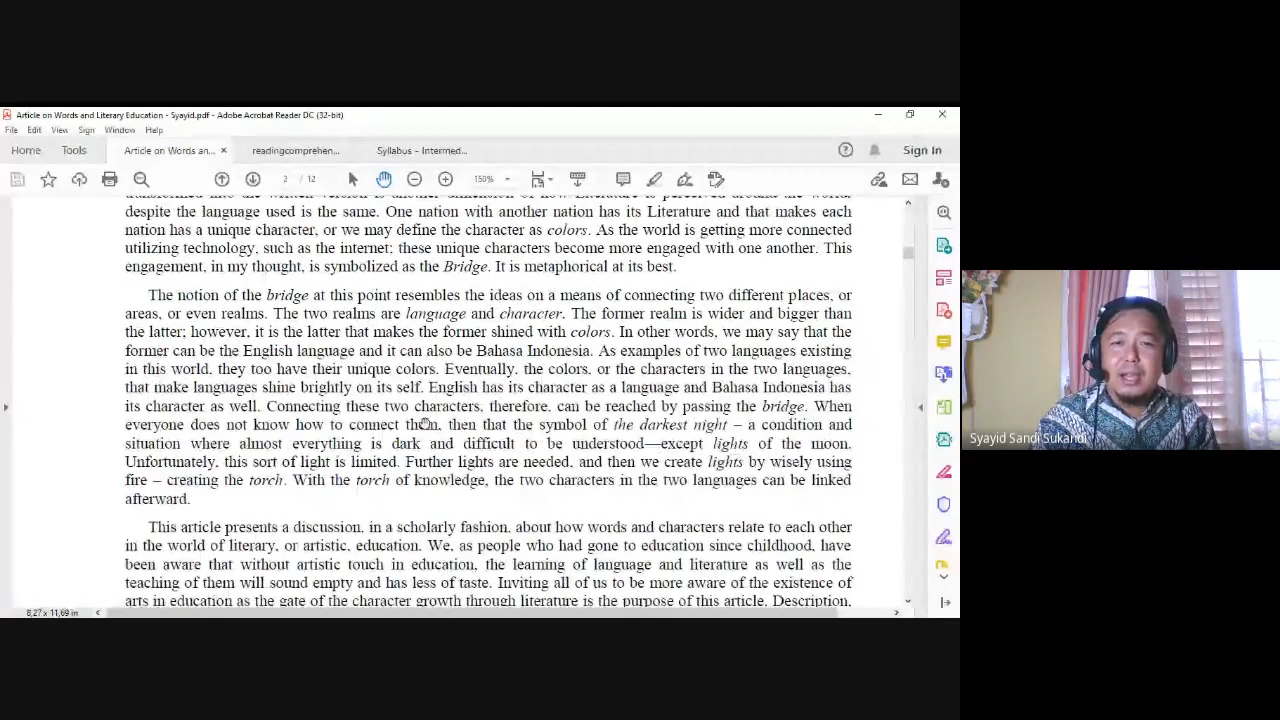 Article on Words and Literary Education - Syayid.pdf - Adobe Acrobat Reader DC (32-bit)
File Edit View Sign Window Help
Home Tools Article on Words an... × readingcomprehen... Syllabus - Intermed... Sign In
2 / 12 150%
transformed into the written version is another dimension of how Literature is perceived around the world,
despite the language used is the same. One nation with another nation has its Literature and that makes each
nation has a unique character, or we may define the character as colors. As the world is getting more connected
utilizing technology, such as the internet; these unique characters become more engaged with one another. This
engagement, in my thought, is symbolized as the Bridge. It is metaphorical at its best.
The notion of the bridge at this point resembles the ideas on a means of connecting two different places, or
areas, or even realms. The two realms are language and character. The former realm is wider and bigger than
the latter; however, it is the latter that makes the former shined with colors. In other words, we may say that the
former can be the English language and it can also be Bahasa Indonesia. As examples of two languages existing
in this world, they too have their unique colors. Eventually, the colors, or the characters in the two languages,
that make languages shine brightly on its self. English has its character as a language and Bahasa Indonesia has
its character as well. Connecting these two characters, therefore, can be reached by passing the bridge. When
everyone does not know how to connect them, then that the symbol of the darkest night – a condition and
situation where almost everything is dark and difficult to be understood—except lights of the moon.
Unfortunately, this sort of light is limited. Further lights are needed, and then we create lights by wisely using
fire – creating the torch. With the torch of knowledge, the two characters in the two languages can be linked
afterward.
This article presents a discussion, in a scholarly fashion, about how words and characters relate to each other
in the world of literary, or artistic, education. We, as people who had gone to education since childhood, have
been aware that without artistic touch in education, the learning of language and literature as well as the
teaching of them will sound empty and has less of taste. Inviting all of us to be more aware of the existence of
arts in education as the gate of the character growth through literature is the purpose of this article. Description,
8,27 x 11,69 in
Syayid Sandi Sukandi